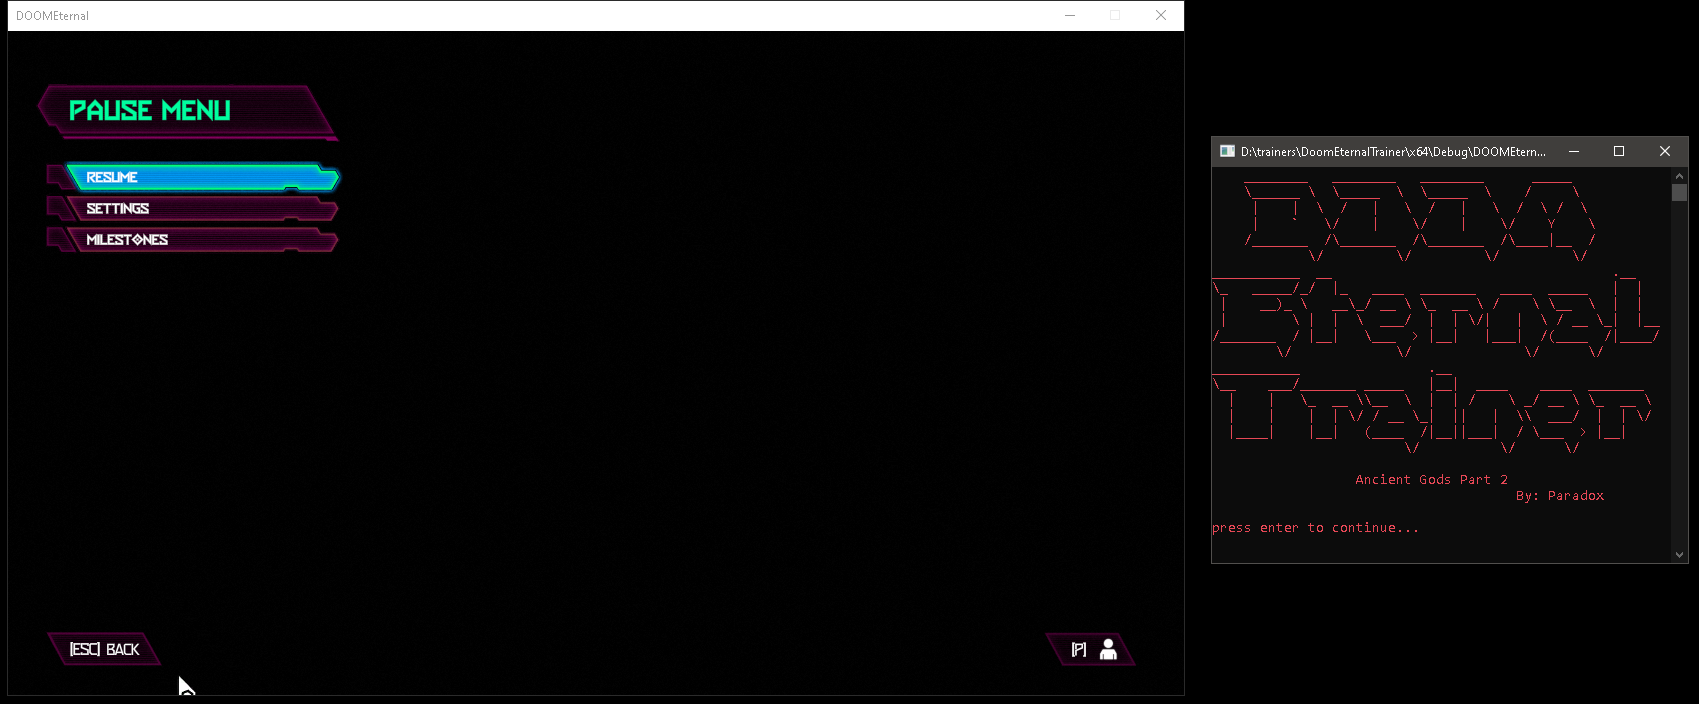 DOOMEternal
PAUSE MENU
RESUME
SETTINGS
MILESTONES
[ESC] BACK
[P]
D:\trainers\DoomEternalTrainer\x64\Debug\DOOMEtern...
DOOM
Eternal
Trainer
Ancient Gods Part 2
By: Paradox
press enter to continue...